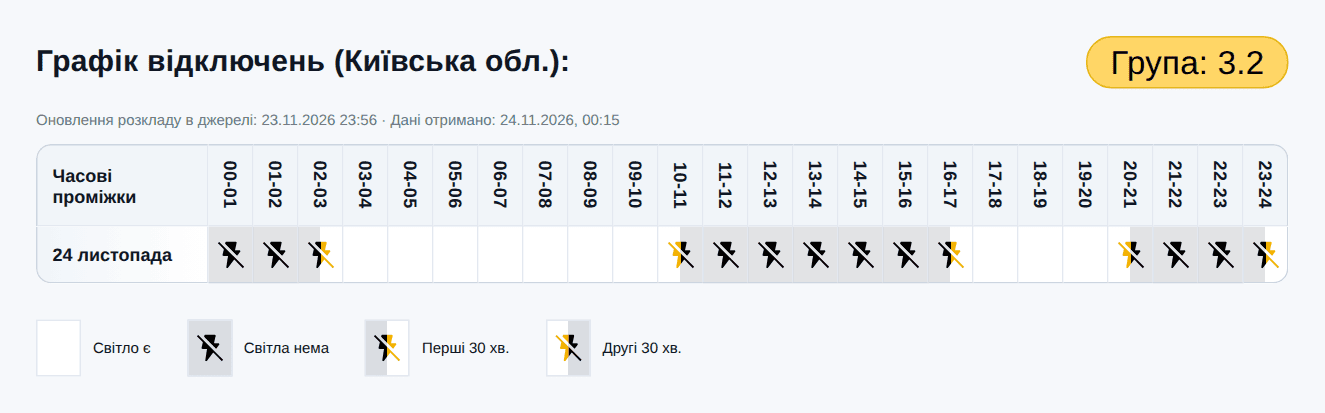 Графік відключень (Київська обл.):
Група: 3.2
Оновлення розкладу в джерелі: 23.11.2026 23:56 · Дані отримано: 24.11.2026, 00:15
Часові
проміжки
00-01 01-02 02-03 03-04 04-05 05-06 06-07 07-08 08-09 09-10 10-11 11-12 12-13 13-14 14-15 15-16 16-17 17-18 18-19 19-20 20-21 21-22 22-23 23-24
24 листопада
Світло є
Світла нема
Перші 30 хв.
Другі 30 хв.